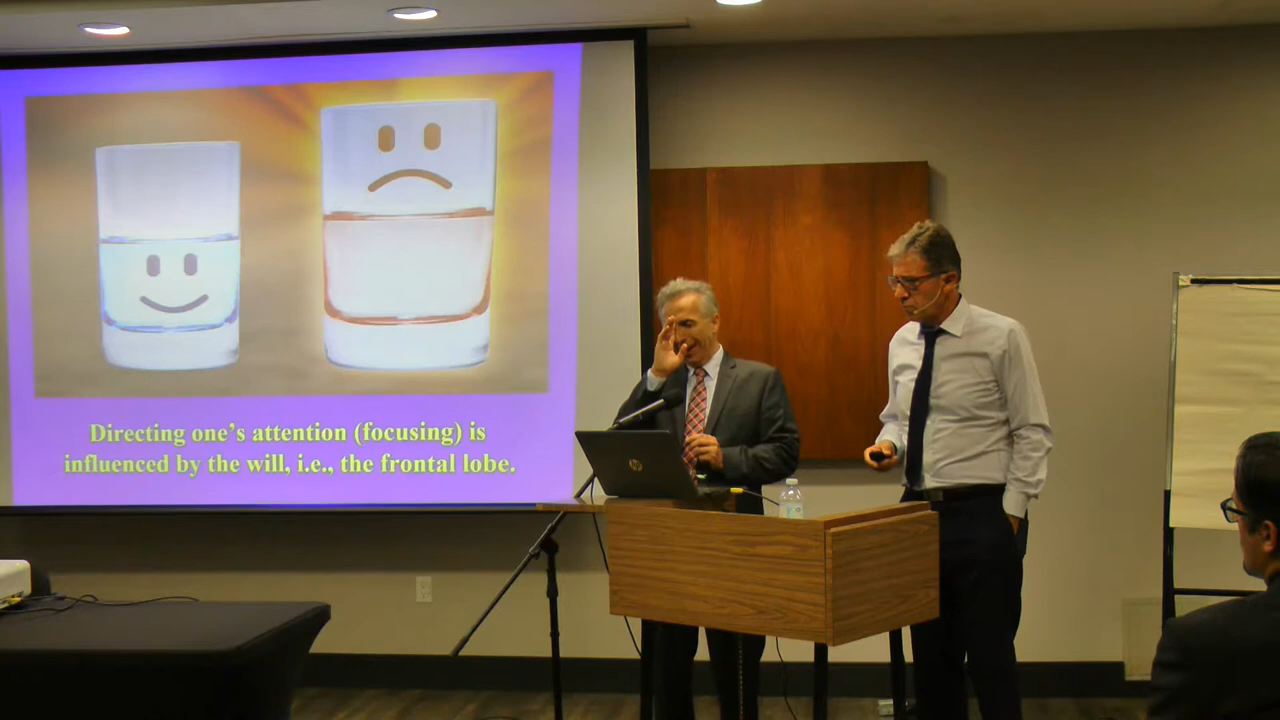 Directing one's attention (focusing) is
influenced by the will, i.e., the frontal lobe.
hp